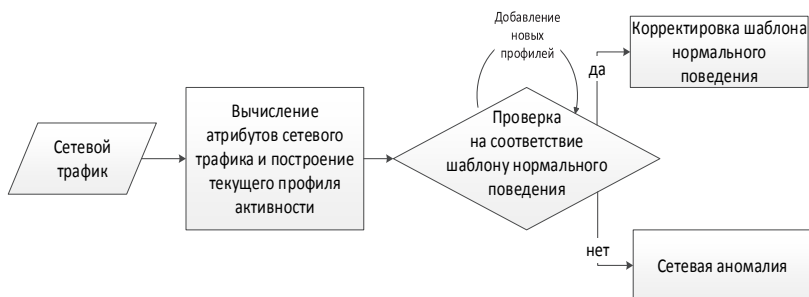 Сетевой
трафик
Вычисление
атрибутов сетевого
трафика и построение
текущего профиля
активности
Добавление
новых
профилей
Проверка
на соответствие
шаблону нормального
поведения
да
Корректировка шаблона
нормального
поведения
нет
Сетевая аномалия